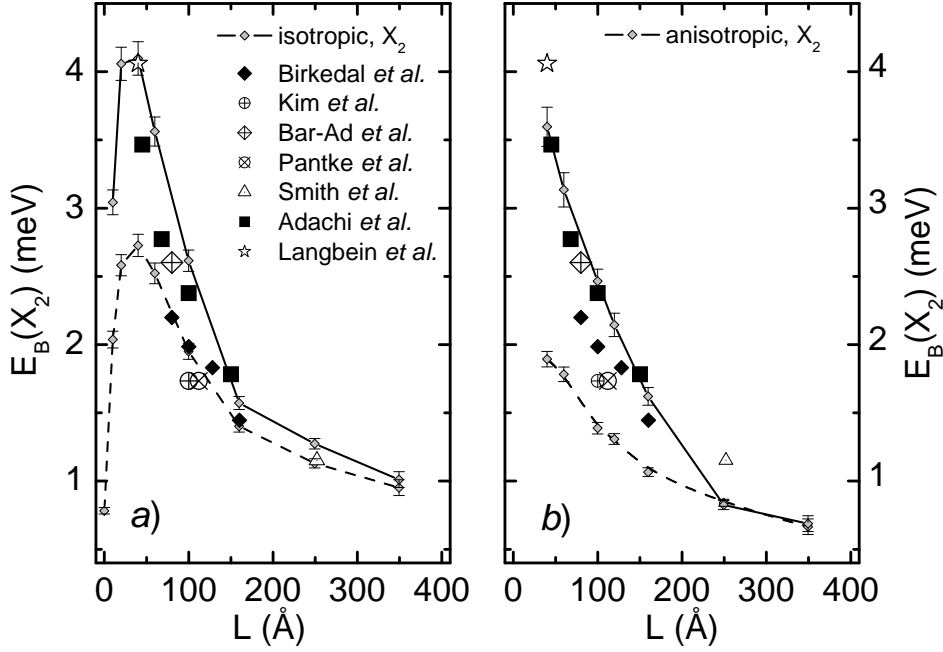 isotropic, X₂
Birkedal et al.
Kim et al.
Bar-Ad et al.
Pantke et al.
Smith et al.
Adachi et al.
Langbein et al.
4
3
2
1
E_B(X₂) (meV)
a)
0 100 200 300 400
L (Å)
anisotropic, X₂
b)
0 100 200 300 400
L (Å)
4
3
2
1
E_B(X₂) (meV)